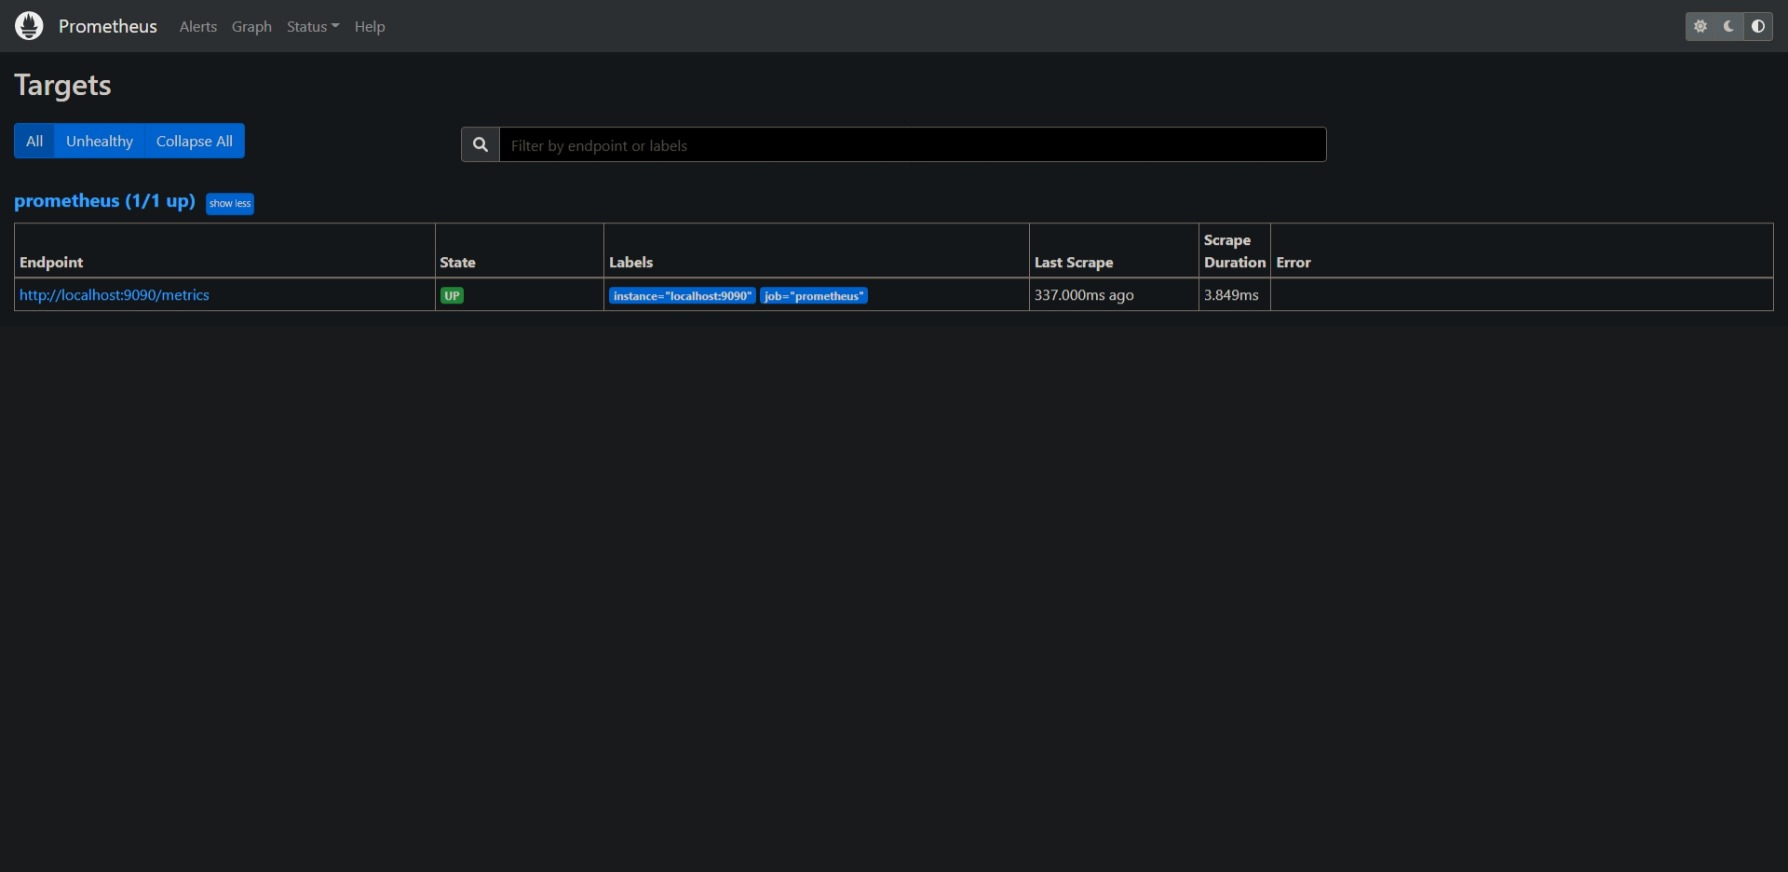 Prometheus Alerts Graph Status Help
Targets
All Unhealthy Collapse All
Filter by endpoint or labels
prometheus (1/1 up) show less
Endpoint State Labels Last Scrape Scrape Duration Error
http://localhost:9090/metrics UP instance="localhost:9090" job="prometheus" 337.000ms ago 3.849ms